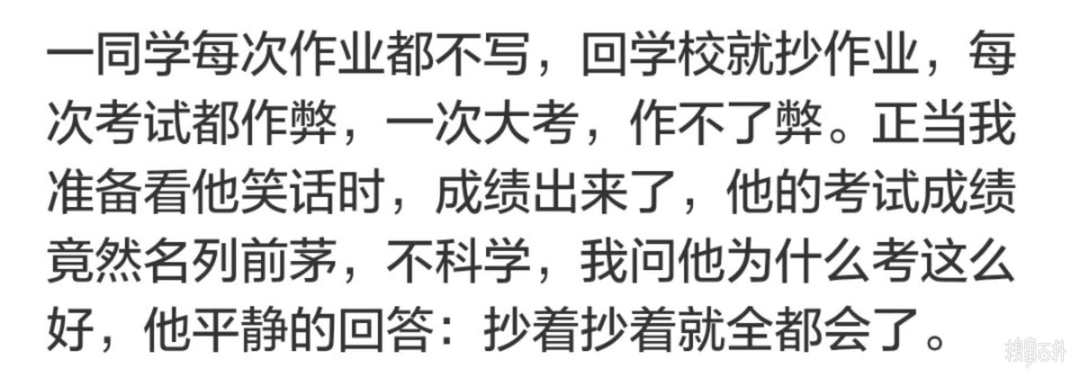 一同学每次作业都不写，回学校就抄作业，每
次考试都作弊，一次大考，作不了弊。正当我
准备看他笑话时，成绩出来了，他的考试成绩
竟然名列前茅，不科学，我问他为什么考这么
好，他平静的回答：抄着抄着就全都会了。